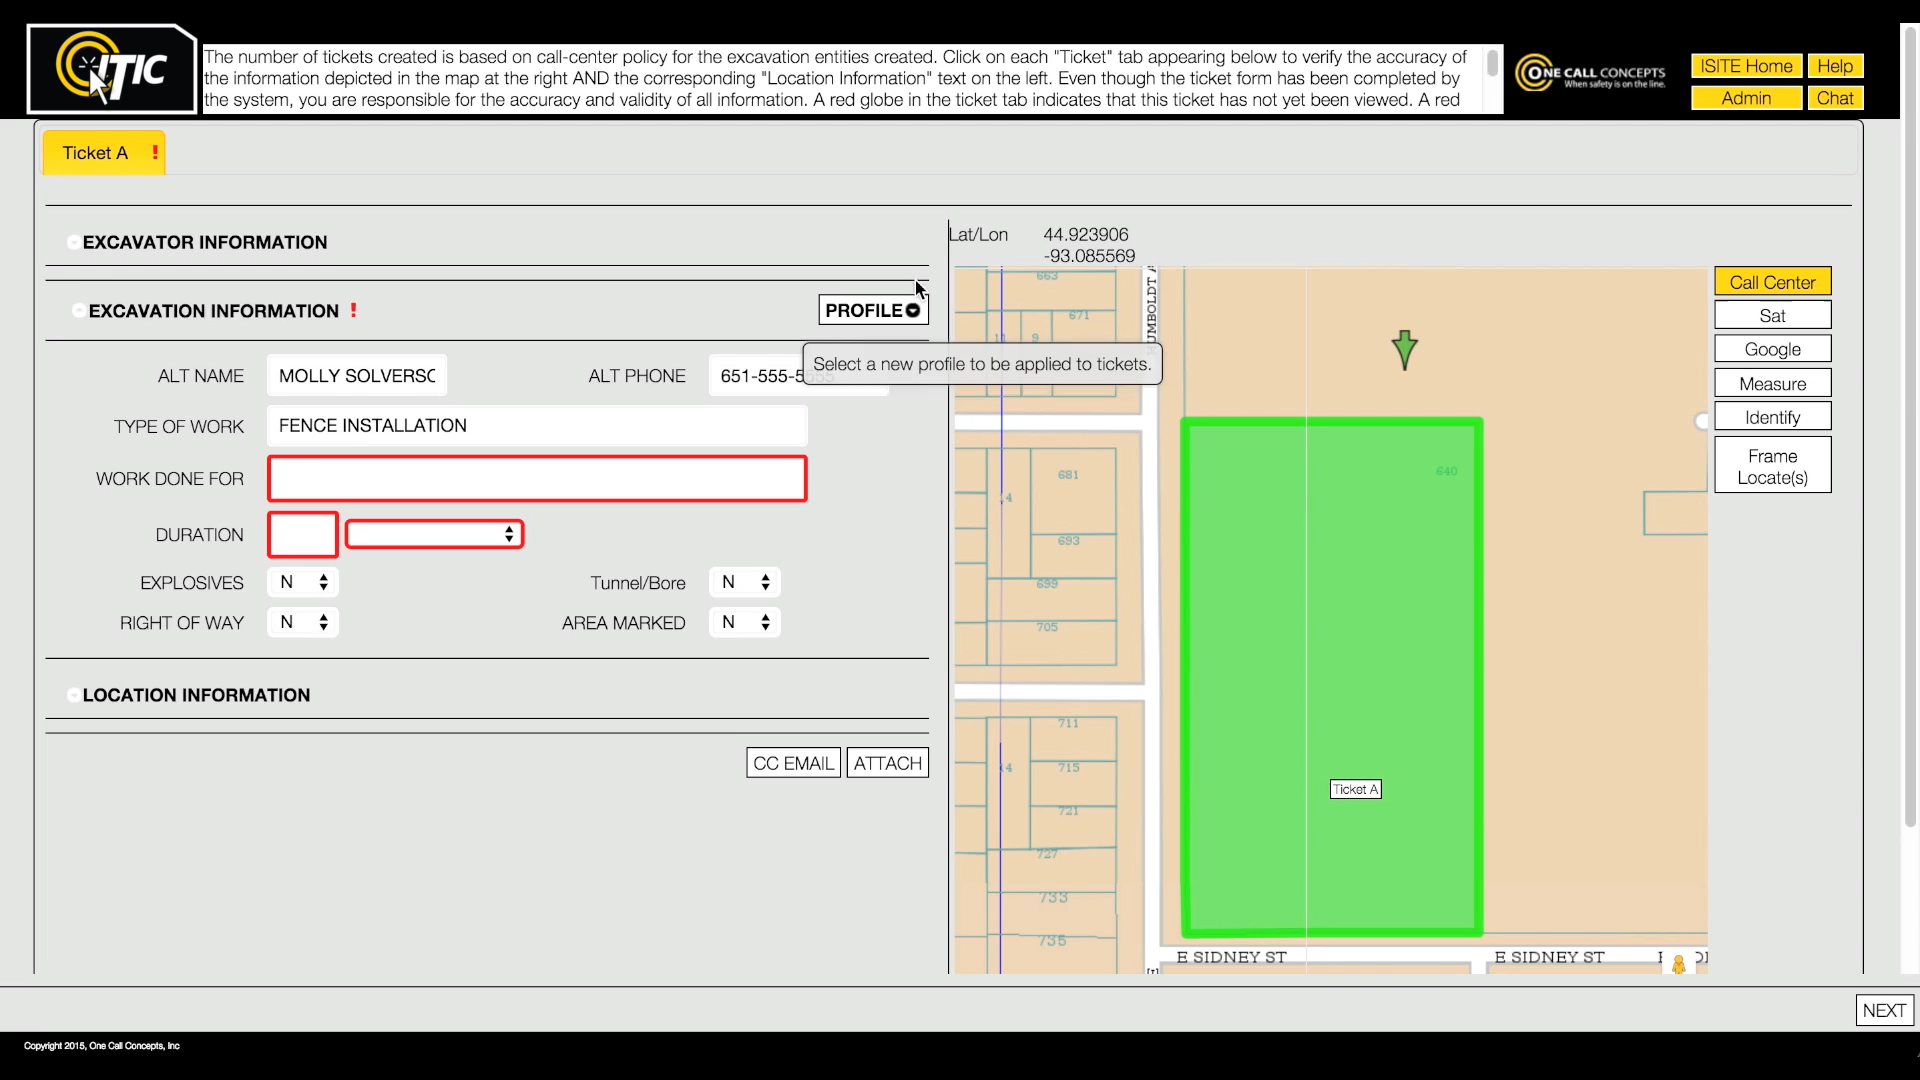 ITIC
The number of tickets created is based on call-center policy for the excavation entities created. Click on each "Ticket" tab appearing below to verify the accuracy of
the information depicted in the map at the right AND the corresponding "Location Information" text on the left. Even though the ticket form has been completed by
the system, you are responsible for the accuracy and validity of all information. A red globe in the ticket tab indicates that this ticket has not yet been viewed. A red
ONE CALL CONCEPTS
When safety is on the line.
ISITE Home
Help
Admin
Chat
Ticket A !
EXCAVATOR INFORMATION
EXCAVATION INFORMATION !
PROFILE
Select a new profile to be applied to tickets.
ALT NAME
MOLLY SOLVERSC
ALT PHONE
651-555-5
TYPE OF WORK
FENCE INSTALLATION
WORK DONE FOR
DURATION
EXPLOSIVES
N
Tunnel/Bore
N
RIGHT OF WAY
N
AREA MARKED
N
LOCATION INFORMATION
CC EMAIL
ATTACH
Lat/Lon
44.923906
-93.085569
663
671
9
681
4
693
699
705
711
14
715
721
727
733
735
640
Ticket A
E SIDNEY ST
E SIDNEY ST
Call Center
Sat
Google
Measure
Identify
Frame
Locate(s)
NEXT
Copyright 2015, One Call Concepts, Inc